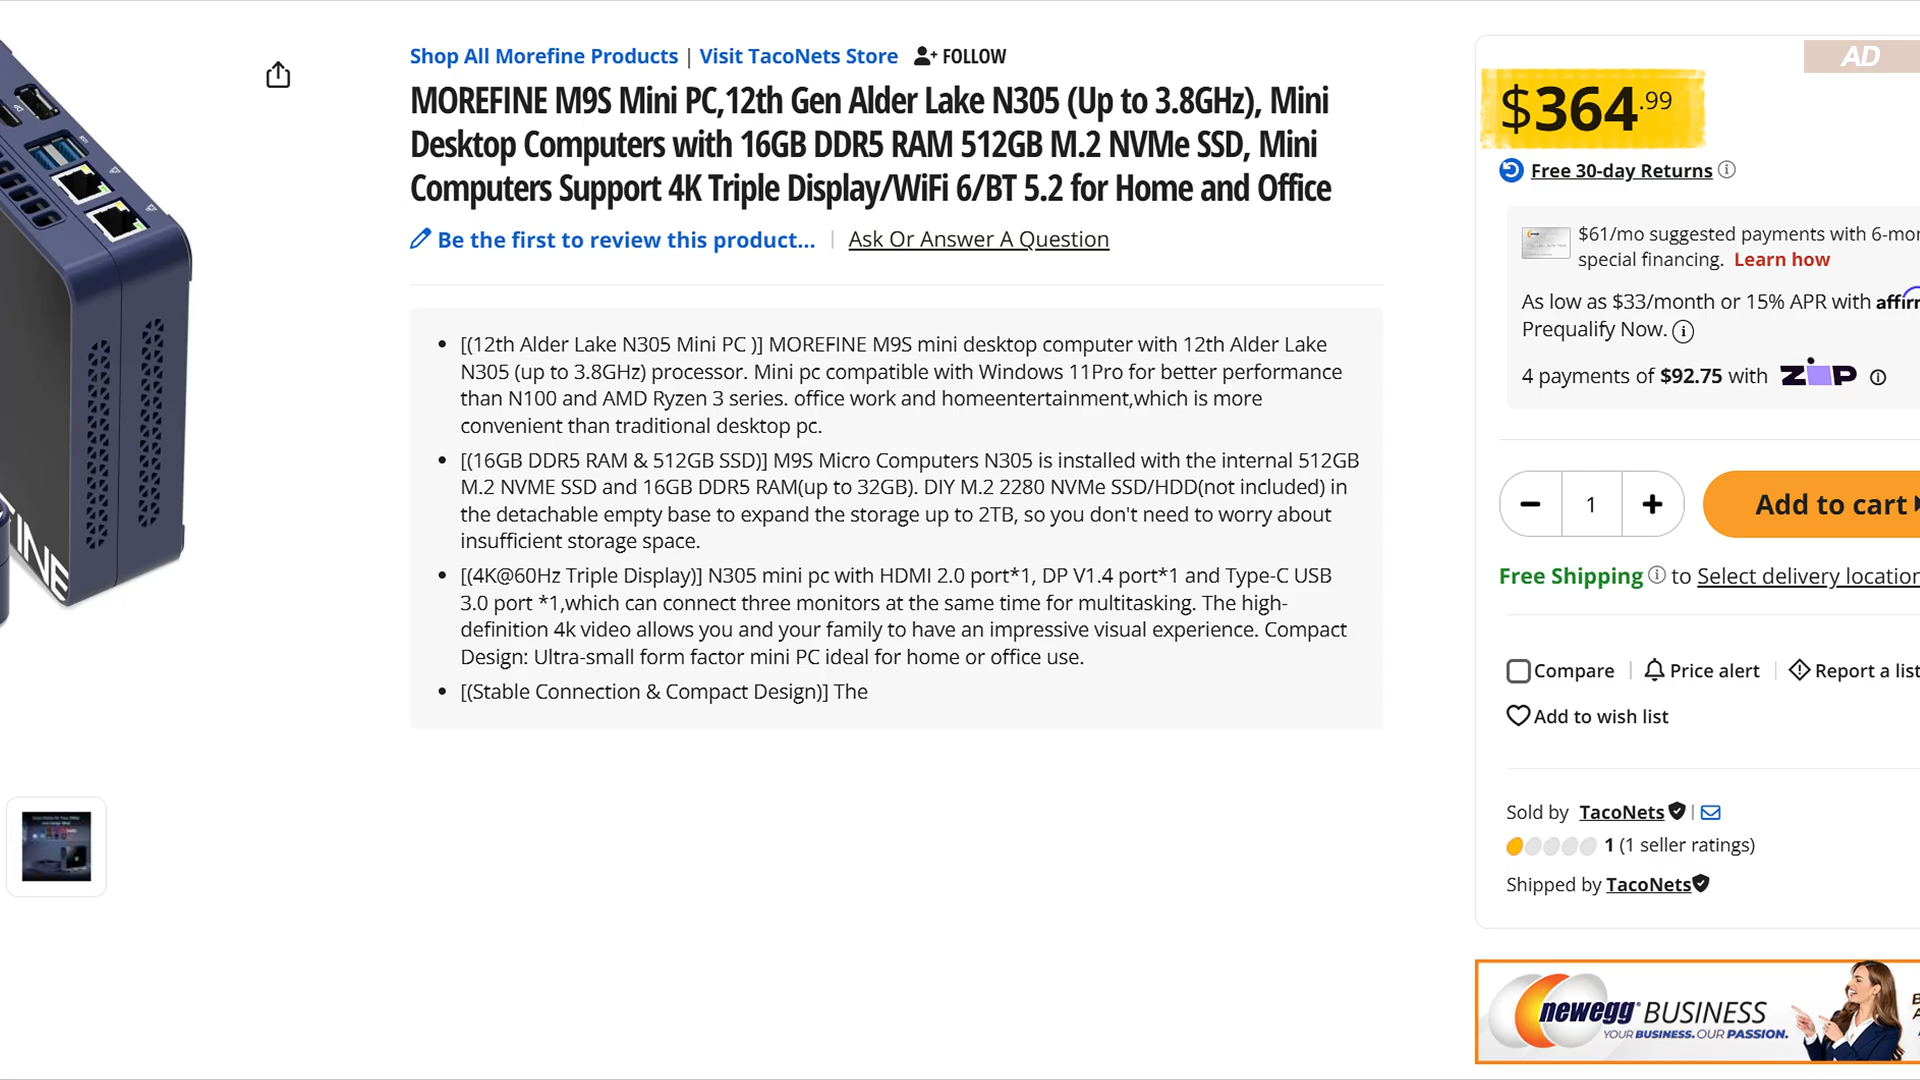 Shop All Morefine Products | Visit TacoNets Store FOLLOW
MOREFINE M9S Mini PC,12th Gen Alder Lake N305 (Up to 3.8GHz), Mini
Desktop Computers with 16GB DDR5 RAM 512GB M.2 NVMe SSD, Mini
Computers Support 4K Triple Display/WiFi 6/BT 5.2 for Home and Office
Be the first to review this product... | Ask Or Answer A Question
• [(12th Alder Lake N305 Mini PC )] MOREFINE M9S mini desktop computer with 12th Alder Lake
N305 (up to 3.8GHz) processor. Mini pc compatible with Windows 11Pro for better performance
than N100 and AMD Ryzen 3 series. office work and homeentertainment,which is more
convenient than traditional desktop pc.
• [(16GB DDR5 RAM & 512GB SSD)] M9S Micro Computers N305 is installed with the internal 512GB
M.2 NVME SSD and 16GB DDR5 RAM(up to 32GB). DIY M.2 2280 NVMe SSD/HDD(not included) in
the detachable empty base to expand the storage up to 2TB, so you don't need to worry about
insufficient storage space.
• [(4K@60Hz Triple Display)] N305 mini pc with HDMI 2.0 port*1, DP V1.4 port*1 and Type-C USB
3.0 port *1,which can connect three monitors at the same time for multitasking. The high-
definition 4k video allows you and your family to have an impressive visual experience. Compact
Design: Ultra-small form factor mini PC ideal for home or office use.
• [(Stable Connection & Compact Design)] The
INE
AD
$364.99
Free 30-day Returns
$61/mo suggested payments with 6-mon
special financing. Learn how
As low as $33/month or 15% APR with affirm
Prequalify Now.
4 payments of $92.75 with ZIP
− 1 +
Add to cart
Free Shipping to Select delivery location
Compare | Price alert | Report a list
Add to wish list
Sold by TacoNets |
1 (1 seller ratings)
Shipped by TacoNets
newegg BUSINESS
YOUR BUSINESS. OUR PASSION.